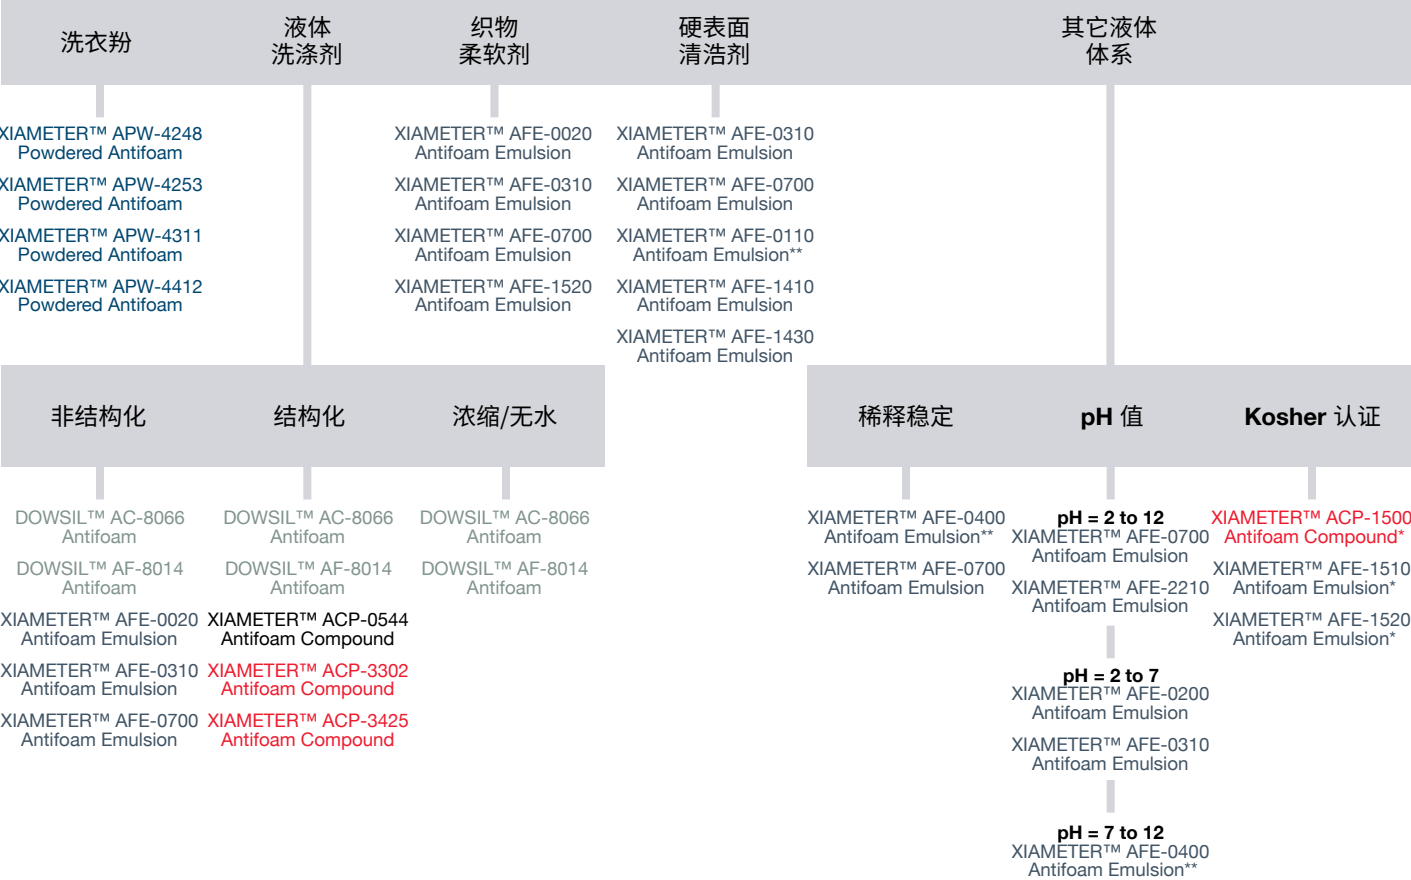 洗衣粉
液体
洗涤剂
织物
柔软剂
硬表面
清浩剂
其它液体
体系
XIAMETER™ APW-4248
Powdered Antifoam
XIAMETER™ APW-4253
Powdered Antifoam
XIAMETER™ APW-4311
Powdered Antifoam
XIAMETER™ APW-4412
Powdered Antifoam
XIAMETER™ AFE-0020
Antifoam Emulsion
XIAMETER™ AFE-0310
Antifoam Emulsion
XIAMETER™ AFE-0700
Antifoam Emulsion
XIAMETER™ AFE-1520
Antifoam Emulsion
XIAMETER™ AFE-0310
Antifoam Emulsion
XIAMETER™ AFE-0700
Antifoam Emulsion
XIAMETER™ AFE-0110
Antifoam Emulsion**
XIAMETER™ AFE-1410
Antifoam Emulsion
XIAMETER™ AFE-1430
Antifoam Emulsion
非结构化
结构化
浓缩/无水
稀释稳定
pH 值
Kosher 认证
DOWSIL™ AC-8066
Antifoam
DOWSIL™ AF-8014
Antifoam
XIAMETER™ AFE-0020
Antifoam Emulsion
XIAMETER™ AFE-0310
Antifoam Emulsion
XIAMETER™ AFE-0700
Antifoam Emulsion
DOWSIL™ AC-8066
Antifoam
DOWSIL™ AF-8014
Antifoam
XIAMETER™ ACP-0544
Antifoam Compound
XIAMETER™ ACP-3302
Antifoam Compound
XIAMETER™ ACP-3425
Antifoam Compound
DOWSIL™ AC-8066
Antifoam
DOWSIL™ AF-8014
Antifoam
XIAMETER™ AFE-0400
Antifoam Emulsion**
XIAMETER™ AFE-0700
Antifoam Emulsion
pH = 2 to 12
XIAMETER™ AFE-0700
Antifoam Emulsion
XIAMETER™ AFE-2210
Antifoam Emulsion
pH = 2 to 7
XIAMETER™ AFE-0200
Antifoam Emulsion
XIAMETER™ AFE-0310
Antifoam Emulsion
pH = 7 to 12
XIAMETER™ AFE-0400
Antifoam Emulsion**
XIAMETER™ ACP-1500
Antifoam Compound*
XIAMETER™ AFE-1510
Antifoam Emulsion*
XIAMETER™ AFE-1520
Antifoam Emulsion*